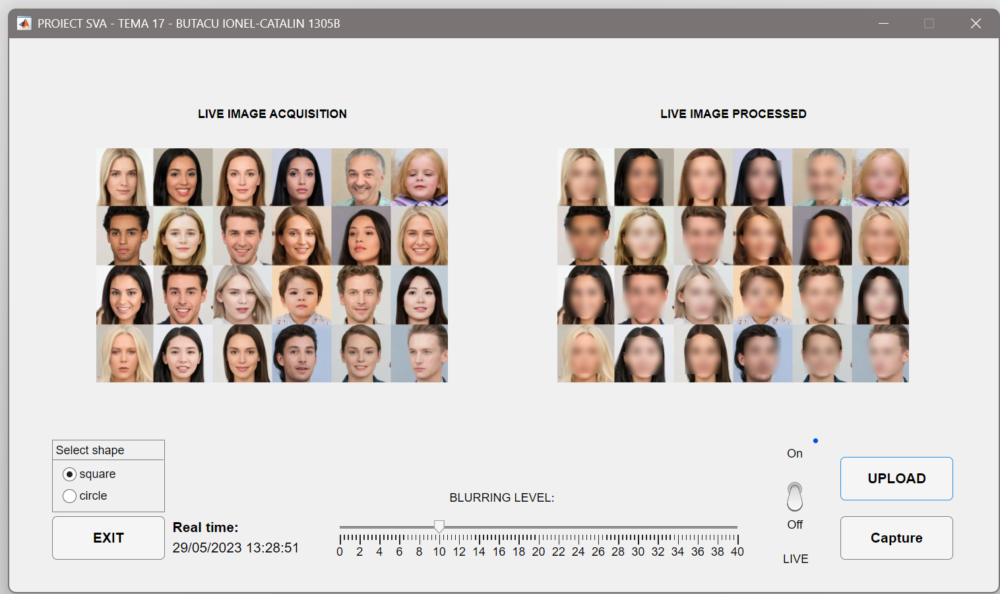 PROIECT SVA - TEMA 17 - BUTACU IONEL-CATALIN 1305B
LIVE IMAGE ACQUISITION
LIVE IMAGE PROCESSED
Select shape
square
circle
EXIT
Real time:
29/05/2023 13:28:51
BLURRING LEVEL:
0 2 4 6 8 10 12 14 16 18 20 22 24 26 28 30 32 34 36 38 40
On
Off
LIVE
UPLOAD
Capture